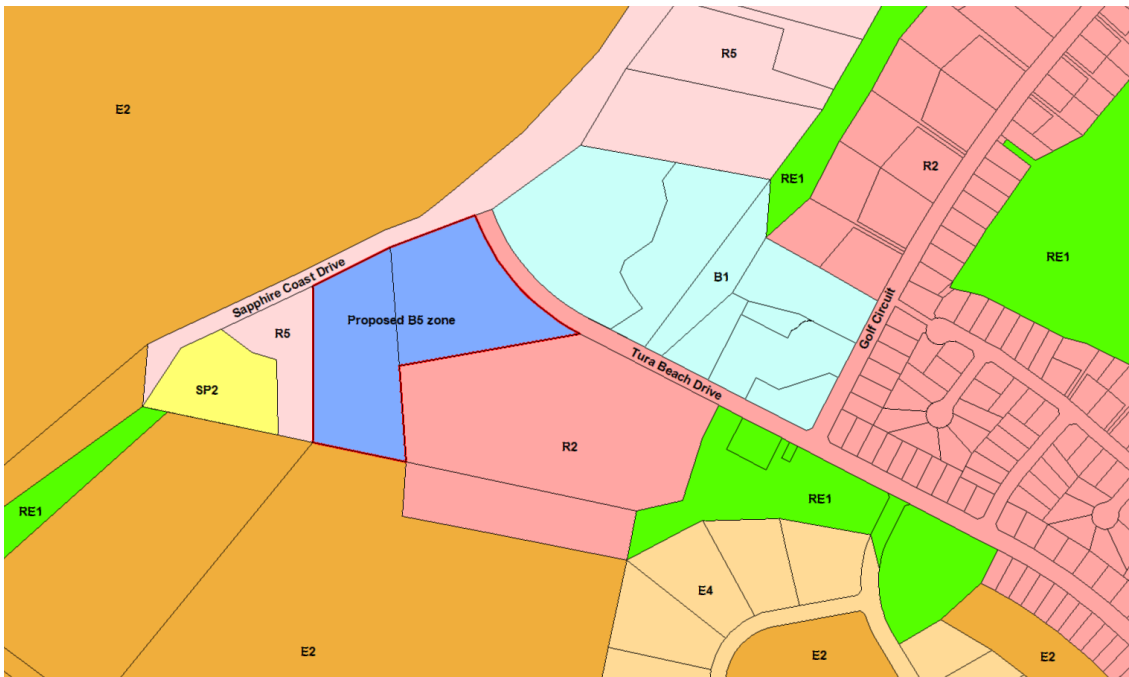 R5
E2
R2
RE1
RE1
Sapphire Coast Drive
B1
Golf Circuit
Proposed B5 zone
R5
Tura Beach Drive
SP2
R2
RE1
RE1
E4
E2
E2
E2